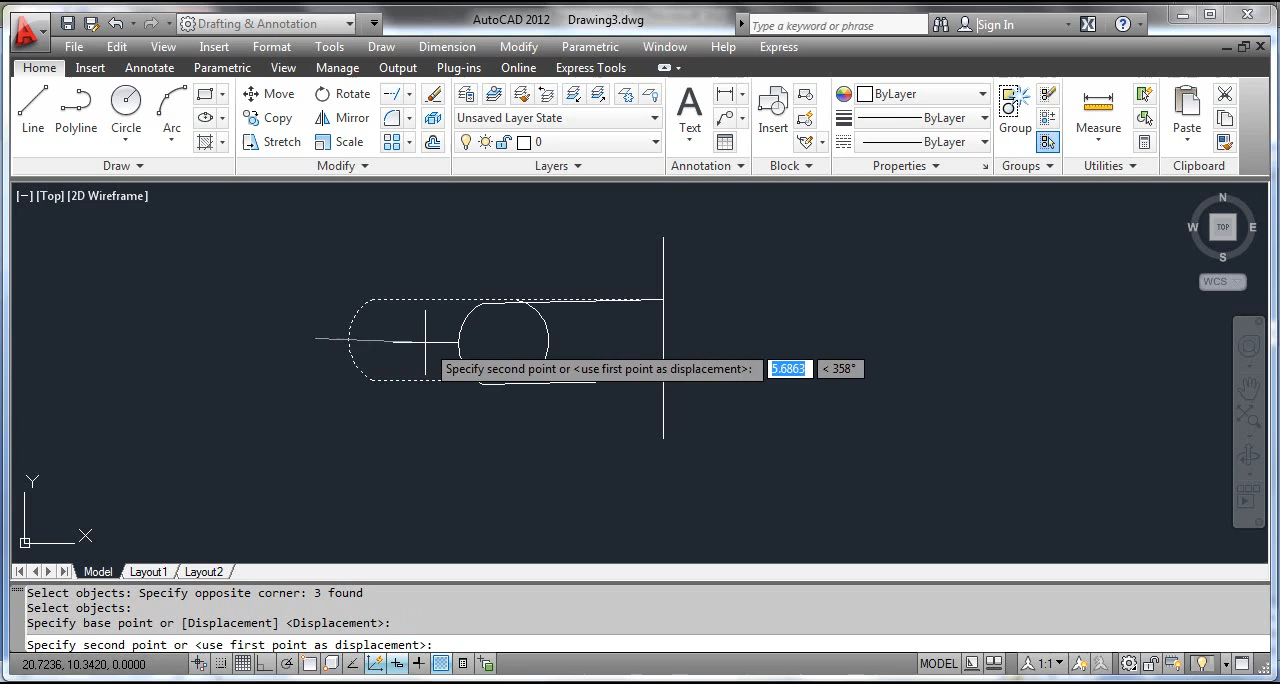 Drafting & Annotation AutoCAD 2012 Drawing3.dwg Type a keyword or phrase Sign In
File Edit View Insert Format Tools Draw Dimension Modify Parametric Window Help Express
Home Insert Annotate Parametric View Manage Output Plug-ins Online Express Tools
Move Rotate ByLayer
Copy Mirror Unsaved Layer State ByLayer
Line Polyline Circle Arc Text Insert Group Measure Paste
Stretch Scale 0 ByLayer
Draw Modify Layers Annotation Block Properties Groups Utilities Clipboard
[−] [Top] [2D Wireframe]
N
W TOP E
S
WCS
Specify second point or <use first point as displacement>: 5.6863 < 358°
Y
X
Model Layout1 Layout2
Select objects: Specify opposite corner: 3 found
Select objects:
Specify base point or [Displacement] <Displacement>:
Specify second point or <use first point as displacement>:
20.7236, 10.3420, 0.0000 MODEL 1:1